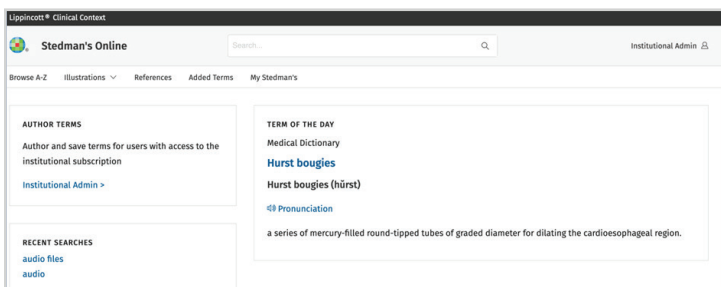 Lippincott® Clinical Context
Stedman's Online
Search...
Institutional Admin
Browse A-Z Illustrations References Added Terms My Stedman's
AUTHOR TERMS
Author and save terms for users with access to the
institutional subscription
Institutional Admin >
RECENT SEARCHES
audio files
audio
TERM OF THE DAY
Medical Dictionary
Hurst bougies
Hurst bougies (hŭrst)
Pronunciation
a series of mercury-filled round-tipped tubes of graded diameter for dilating the cardioesophageal region.